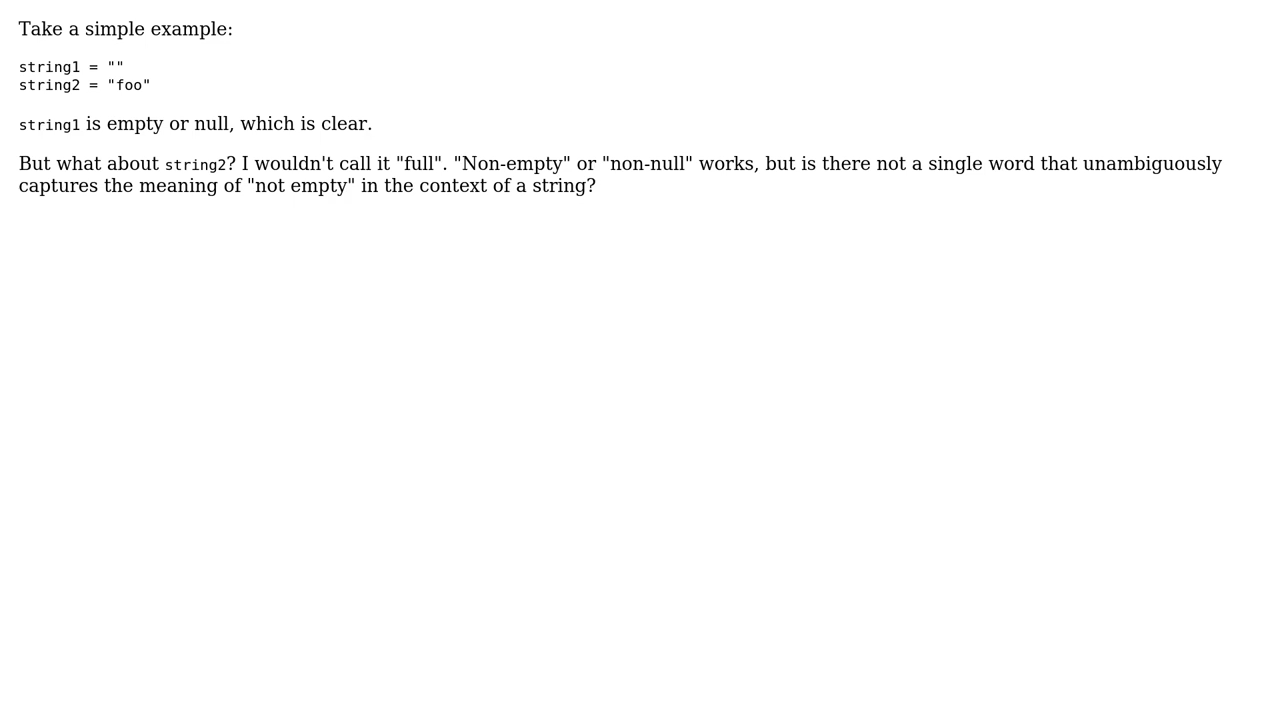 Take a simple example:
string1 = ""
string2 = "foo"
string1 is empty or null, which is clear.
But what about string2? I wouldn't call it "full". "Non-empty" or "non-null" works, but is there not a single word that unambiguously
captures the meaning of "not empty" in the context of a string?